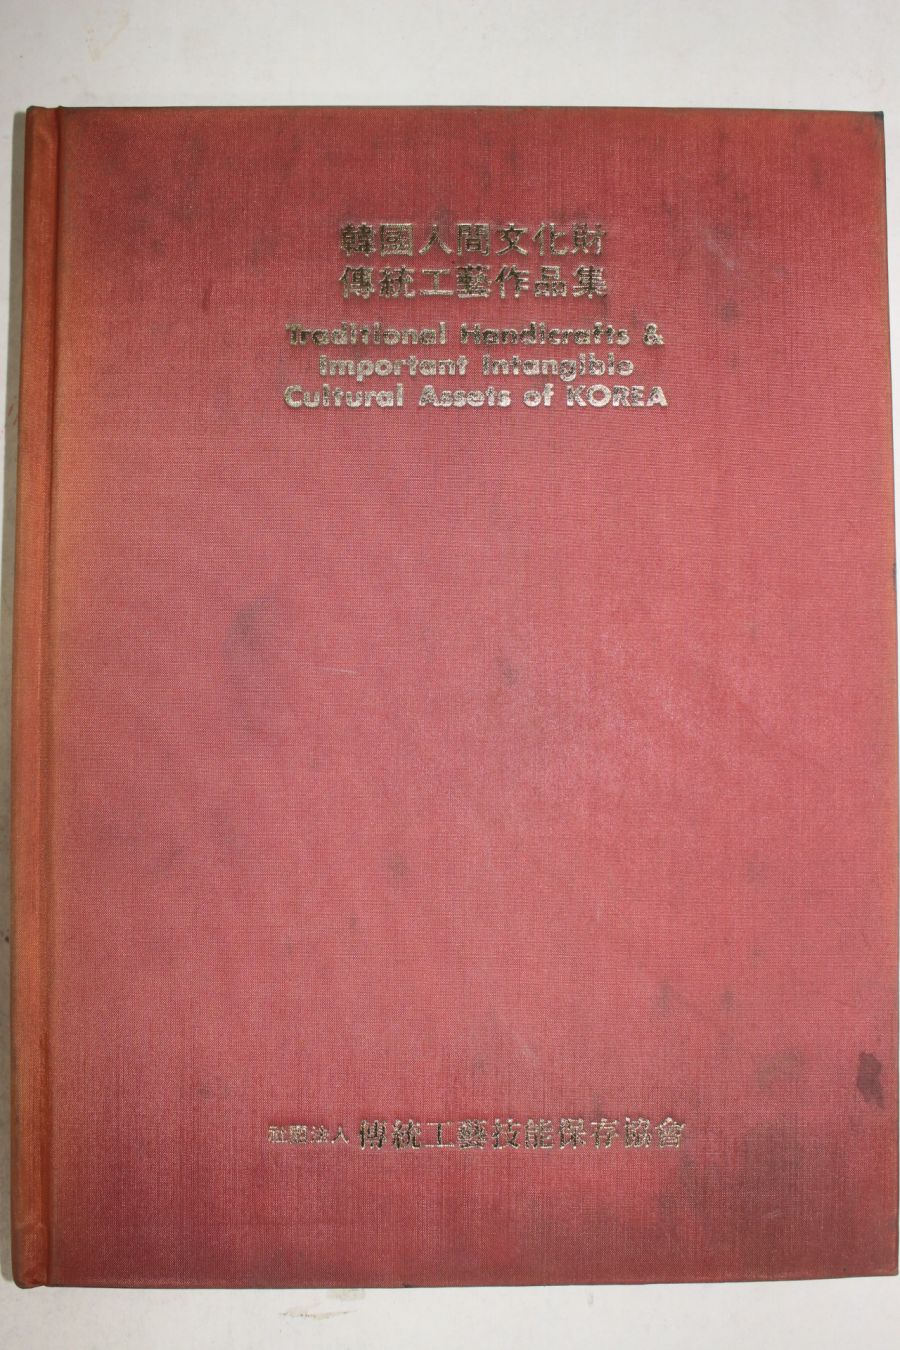 韓國人間文化財
傳統工藝作品集
Traditional Handicrafts &
Important Intangible
Cultural Assets of KOREA
社團法人 傳統工藝技能保存協會